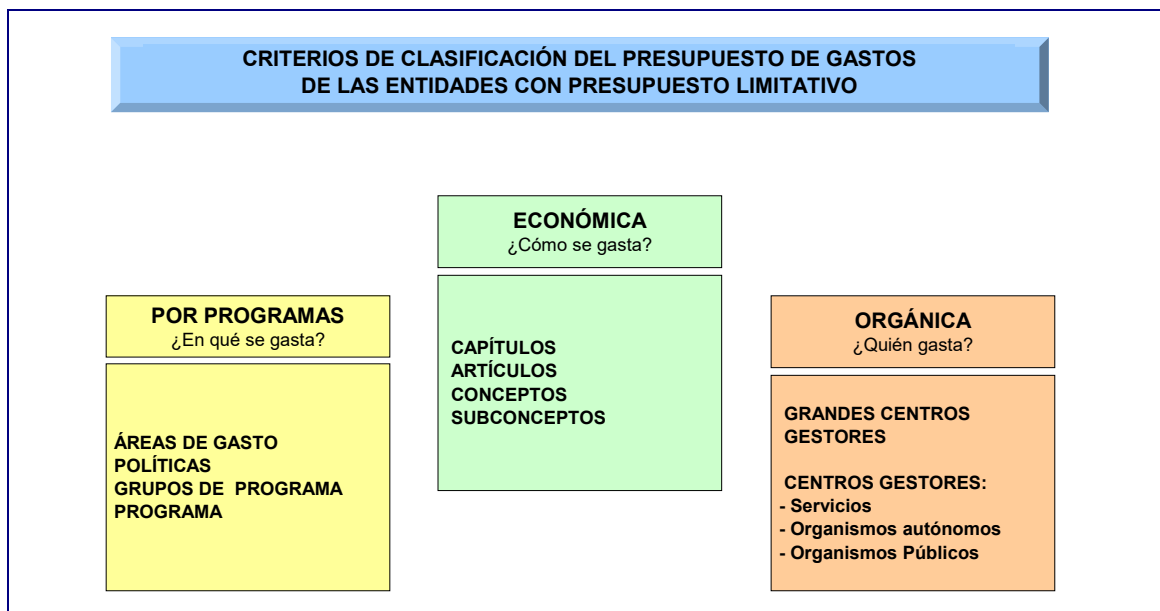 CRITERIOS DE CLASIFICACIÓN DEL PRESUPUESTO DE GASTOS
DE LAS ENTIDADES CON PRESUPUESTO LIMITATIVO
POR PROGRAMAS
¿En qué se gasta?
ÁREAS DE GASTO
POLÍTICAS
GRUPOS DE PROGRAMA
PROGRAMA
ECONÓMICA
¿Cómo se gasta?
CAPÍTULOS
ARTÍCULOS
CONCEPTOS
SUBCONCEPTOS
ORGÁNICA
¿Quién gasta?
GRANDES CENTROS
GESTORES
CENTROS GESTORES:
- Servicios
- Organismos autónomos
- Organismos Públicos